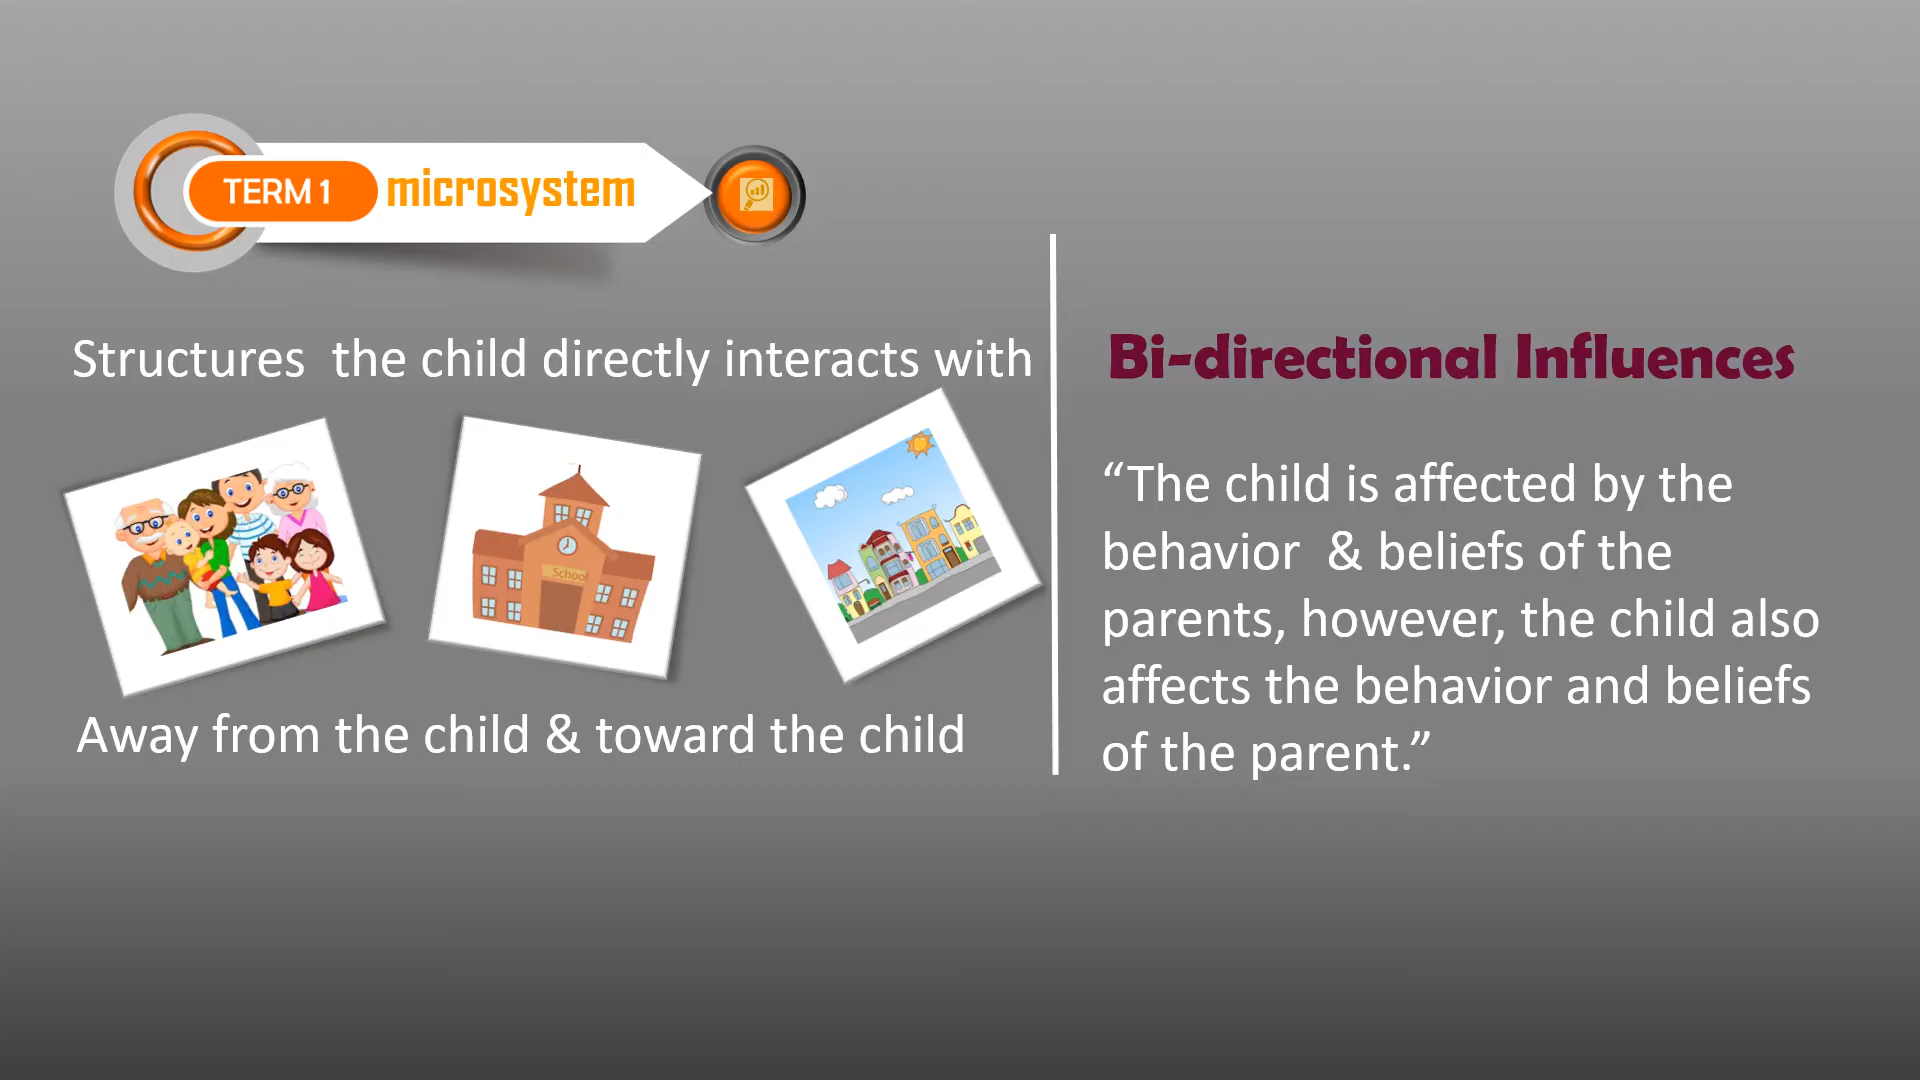 TERM 1 microsystem
Structures the child directly interacts with
School
Away from the child & toward the child
Bi-directional Influences
“The child is affected by the
behavior & beliefs of the
parents, however, the child also
affects the behavior and beliefs
of the parent.”